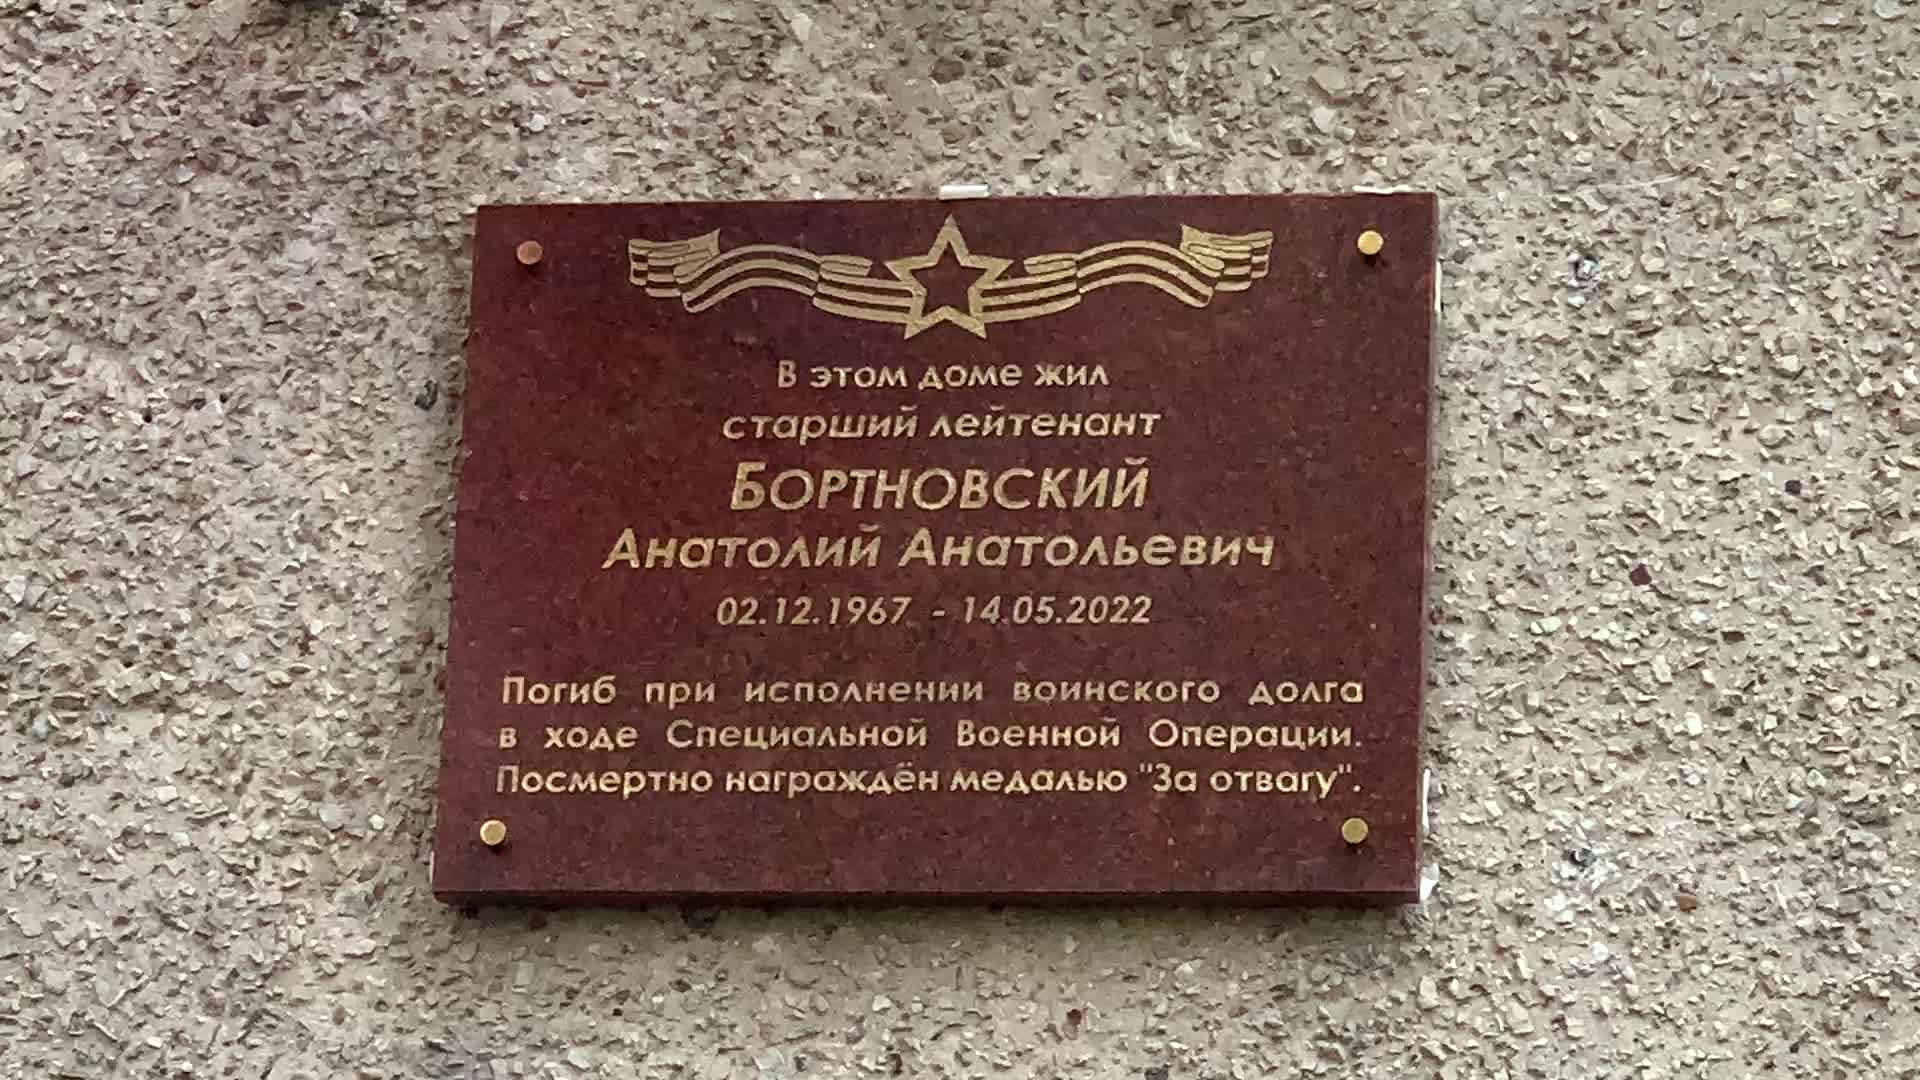 В этом доме жил
старший лейтенант
БОРТНОВСКИЙ
Анатолий Анатольевич
02.12.1967 - 14.05.2022
Погиб при исполнении воинского долга
в ходе Специальной Военной Операции.
Посмертно награждён медалью "За отвагу".